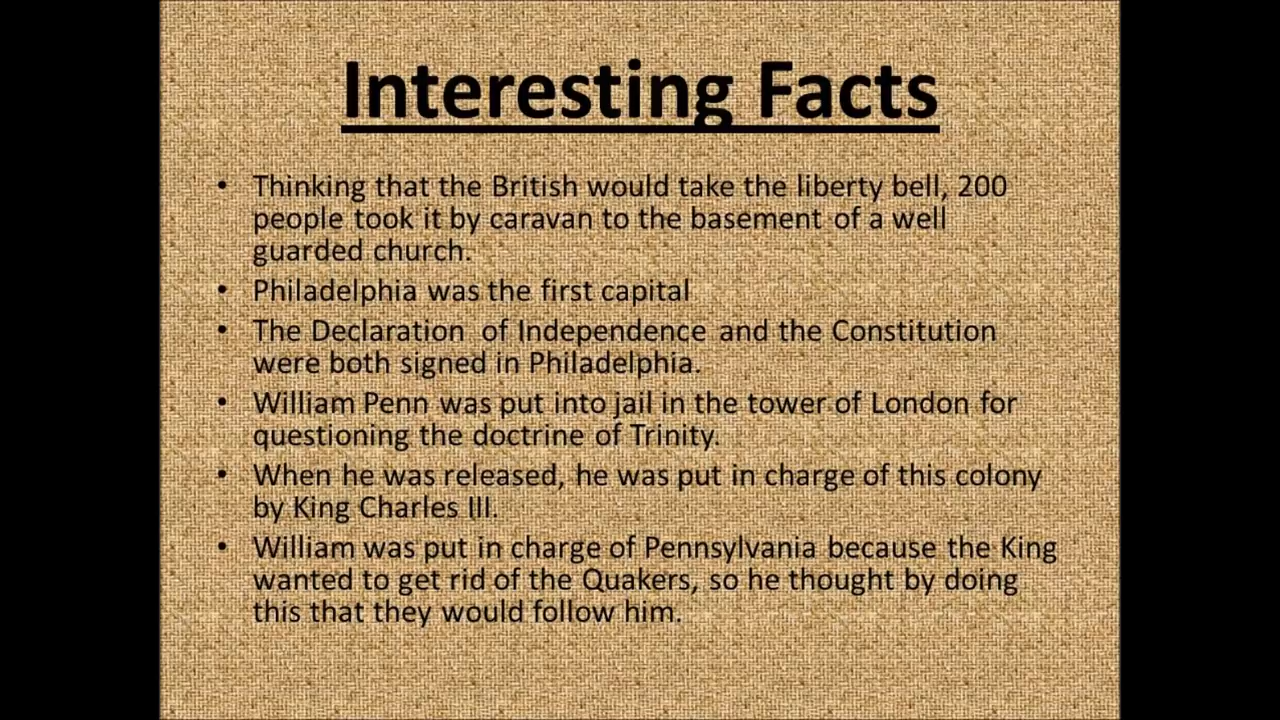 Interesting Facts
• Thinking that the British would take the liberty bell, 200
people took it by caravan to the basement of a well
guarded church.
• Philadelphia was the first capital
• The Declaration  of Independence and the Constitution
were both signed in Philadelphia.
• William Penn was put into jail in the tower of London for
questioning the doctrine of Trinity.
• When he was released, he was put in charge of this colony
by King Charles III.
• William was put in charge of Pennsylvania because the King
wanted to get rid of the Quakers, so he thought by doing
this that they would follow him.